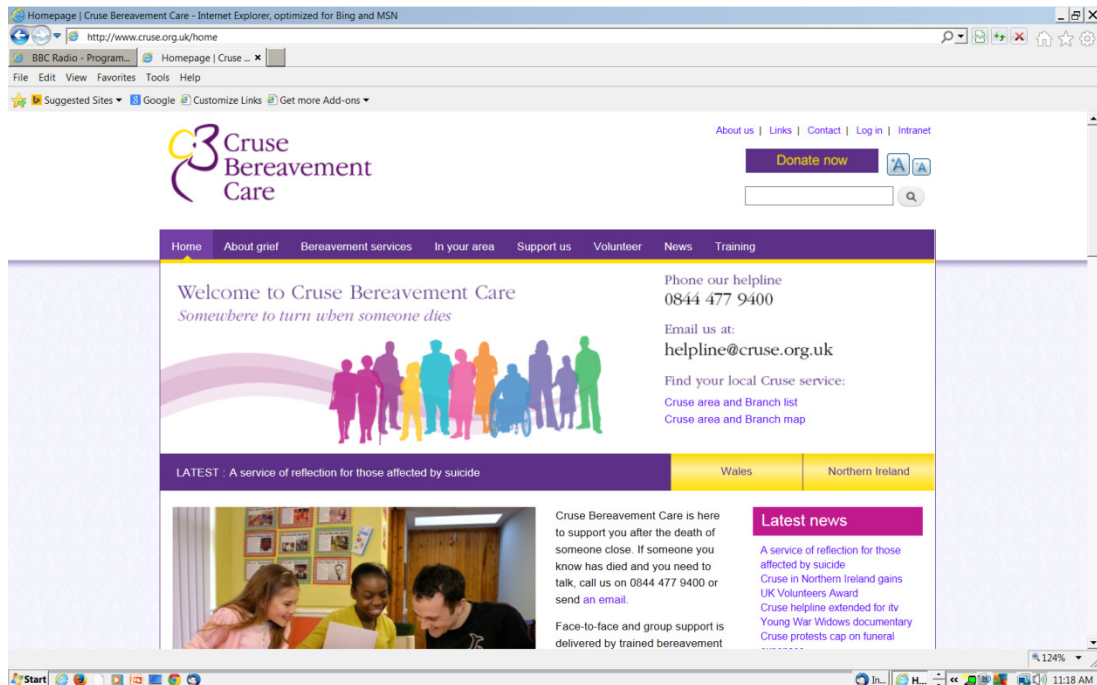 Homepage | Cruse Bereavement Care - Internet Explorer, optimized for Bing and MSN
http://www.cruse.org.uk/home
BBC Radio - Program... Homepage | Cruse ...
File Edit View Favorites Tools Help
Suggested Sites Google Customize Links Get more Add-ons
About us | Links | Contact | Log in | Intranet
Cruse
Bereavement
Care
Donate now
A A
Home About grief Bereavement services In your area Support us Volunteer News Training
Welcome to Cruse Bereavement Care
Somewhere to turn when someone dies
Phone our helpline
0844 477 9400
Email us at:
helpline@cruse.org.uk
Find your local Cruse service:
Cruse area and Branch list
Cruse area and Branch map
LATEST : A service of reflection for those affected by suicide
Wales Northern Ireland
Cruse Bereavement Care is here
to support you after the death of
someone close. If someone you
know has died and you need to
talk, call us on 0844 477 9400 or
send an email.
Face-to-face and group support is
delivered by trained bereavement
Latest news
A service of reflection for those
affected by suicide
Cruse in Northern Ireland gains
UK Volunteers Award
Cruse helpline extended for itv
Young War Widows documentary
Cruse protests cap on funeral
124%
Start In... H... 11:18 AM